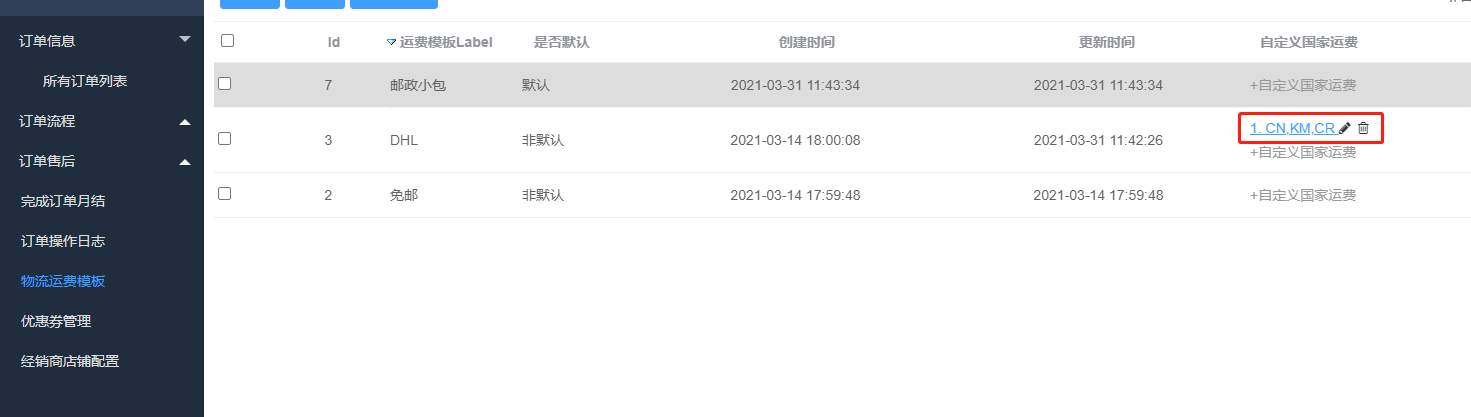 订单信息
所有订单列表
订单流程
订单售后
完成订单月结
订单操作日志
物流运费模板
优惠券管理
经销商店铺配置
Id 运费模板Label 是否默认 创建时间 更新时间 自定义国家运费
7 邮政小包 默认 2021-03-31 11:43:34 2021-03-31 11:43:34 +自定义国家运费
3 DHL 非默认 2021-03-14 18:00:08 2021-03-31 11:42:26 1. CN,KM,CR
+自定义国家运费
2 免邮 非默认 2021-03-14 17:59:48 2021-03-14 17:59:48 +自定义国家运费